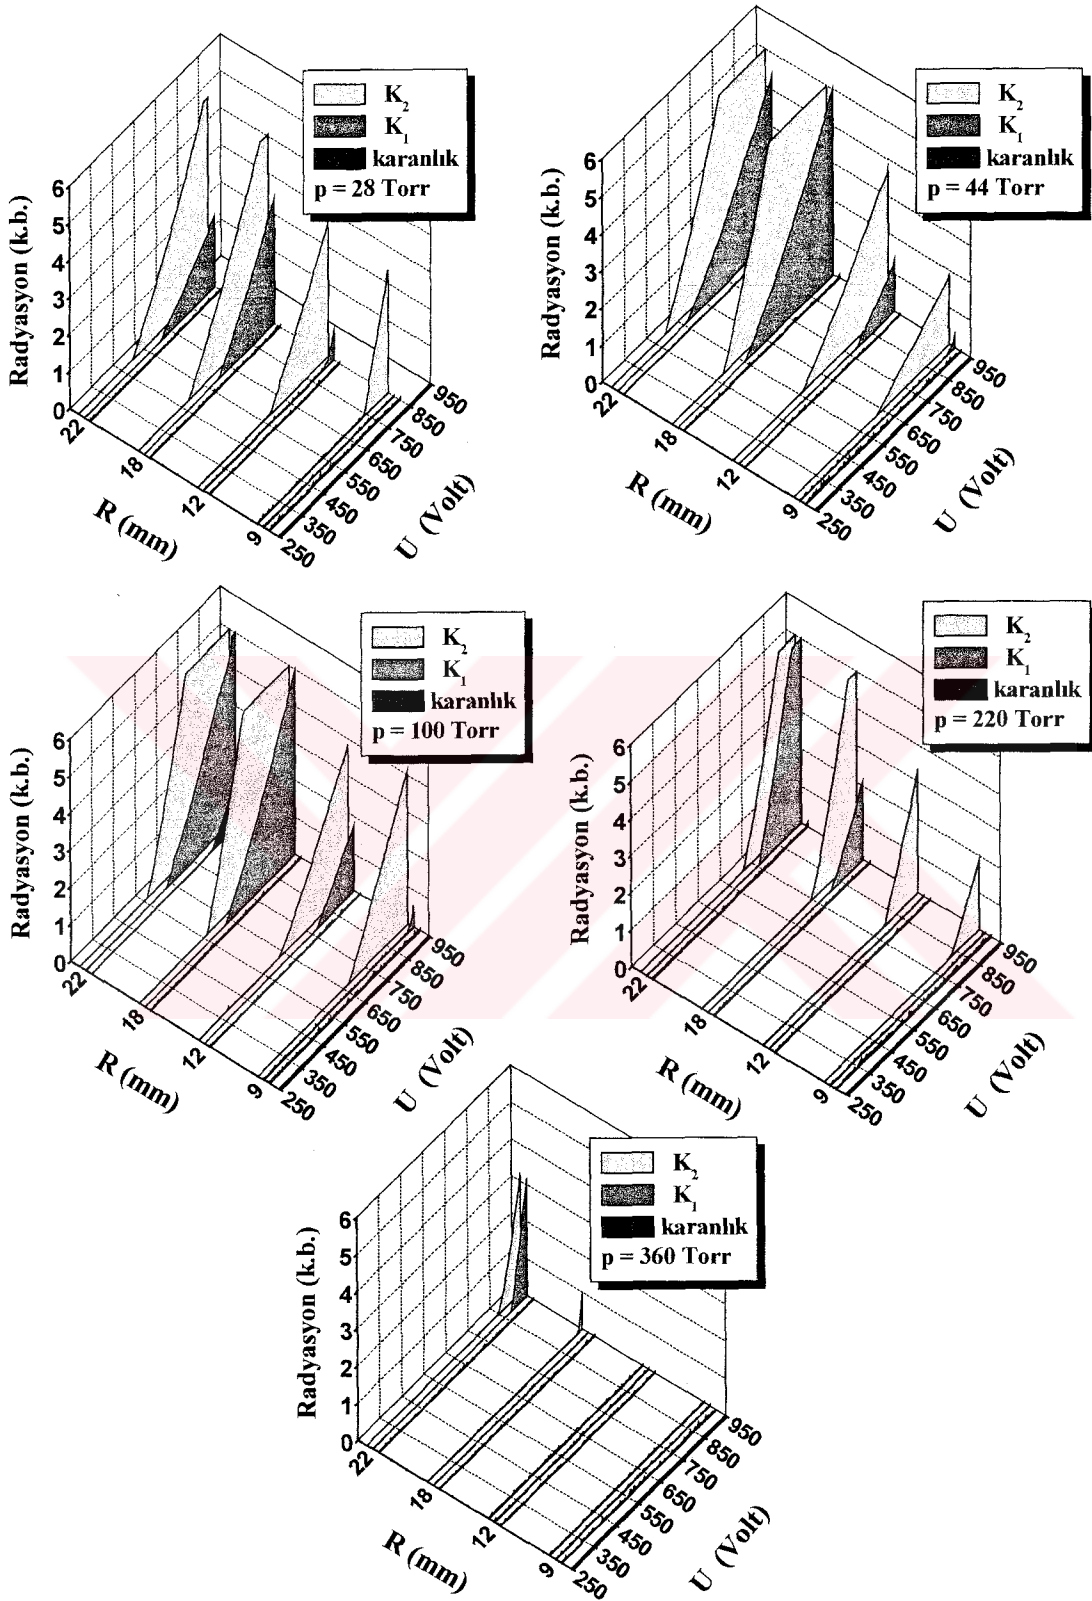 K₂
K₁
karanlık
p = 28 Torr
Radyasyon (k.b.)
6
5
4
3
2
1
0
22
18
12
9
R (mm)
250
350
450
550
650
750
850
950
U (Volt)
K₂
K₁
karanlık
p = 44 Torr
Radyasyon (k.b.)
6
5
4
3
2
1
0
22
18
12
9
R (mm)
250
350
450
550
650
750
850
950
U (Volt)
K₂
K₁
karanlık
p = 100 Torr
Radyasyon (k.b.)
6
5
4
3
2
1
0
22
18
12
9
R (mm)
250
350
450
550
650
750
850
950
U (Volt)
K₂
K₁
karanlık
p = 220 Torr
Radyasyon (k.b.)
6
5
4
3
2
1
0
22
18
12
9
R (mm)
250
350
450
550
650
750
850
950
U (Volt)
K₂
K₁
karanlık
p = 360 Torr
Radyasyon (k.b.)
6
5
4
3
2
1
0
22
18
12
9
R (mm)
250
350
450
550
650
750
850
950
U (Volt)